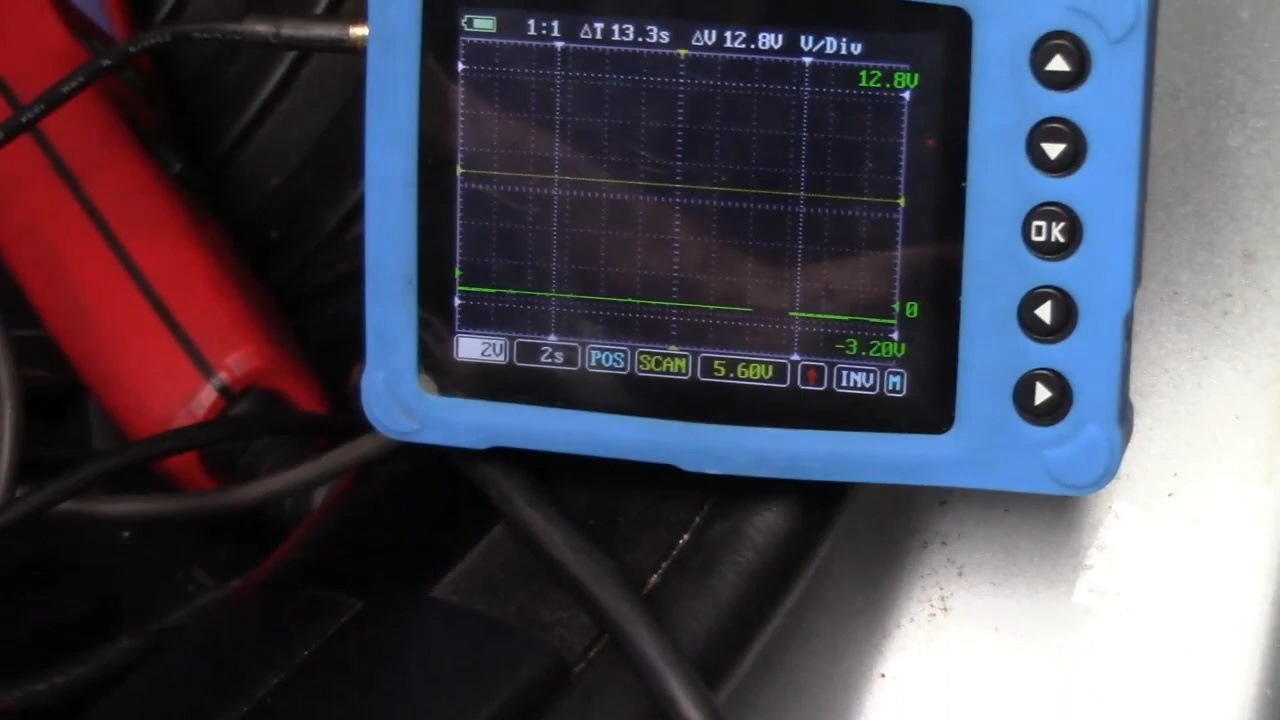 1:1 ΔT 13.3s ΔV 12.8V V/Div
12.8V
0
-3.20V
2V 2s POS SCAN 5.60V INV M
OK